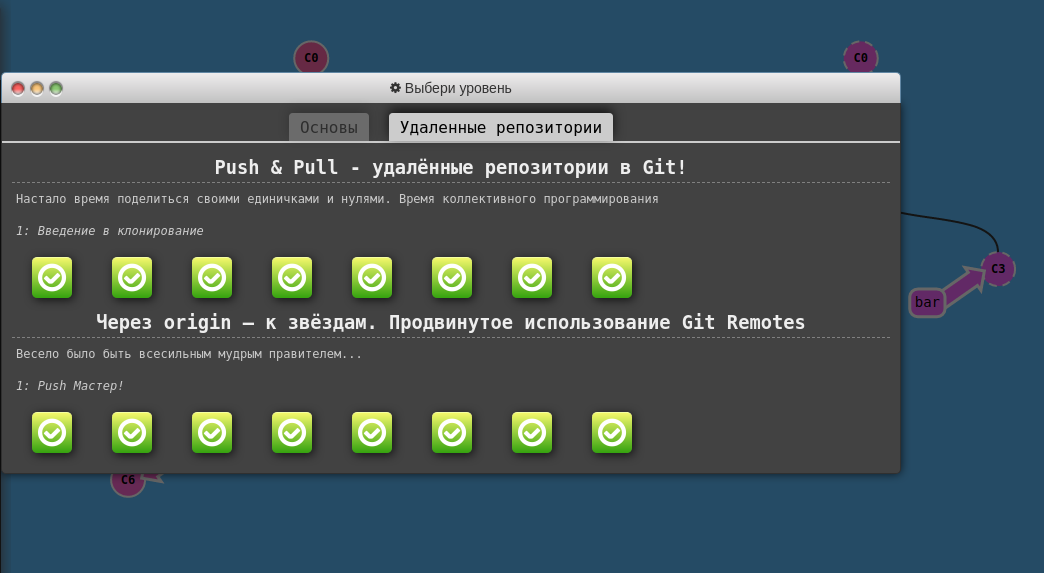 C0
C0
Выбери уровень
Основы
Удаленные репозитории
Push & Pull - удалённые репозитории в Git!
Настало время поделиться своими единичками и нулями. Время коллективного программирования
1: Введение в клонирование
C3
bar
Через origin – к звёздам. Продвинутое использование Git Remotes
Весело было быть всесильным мудрым правителем...
1: Push Мастер!
C6